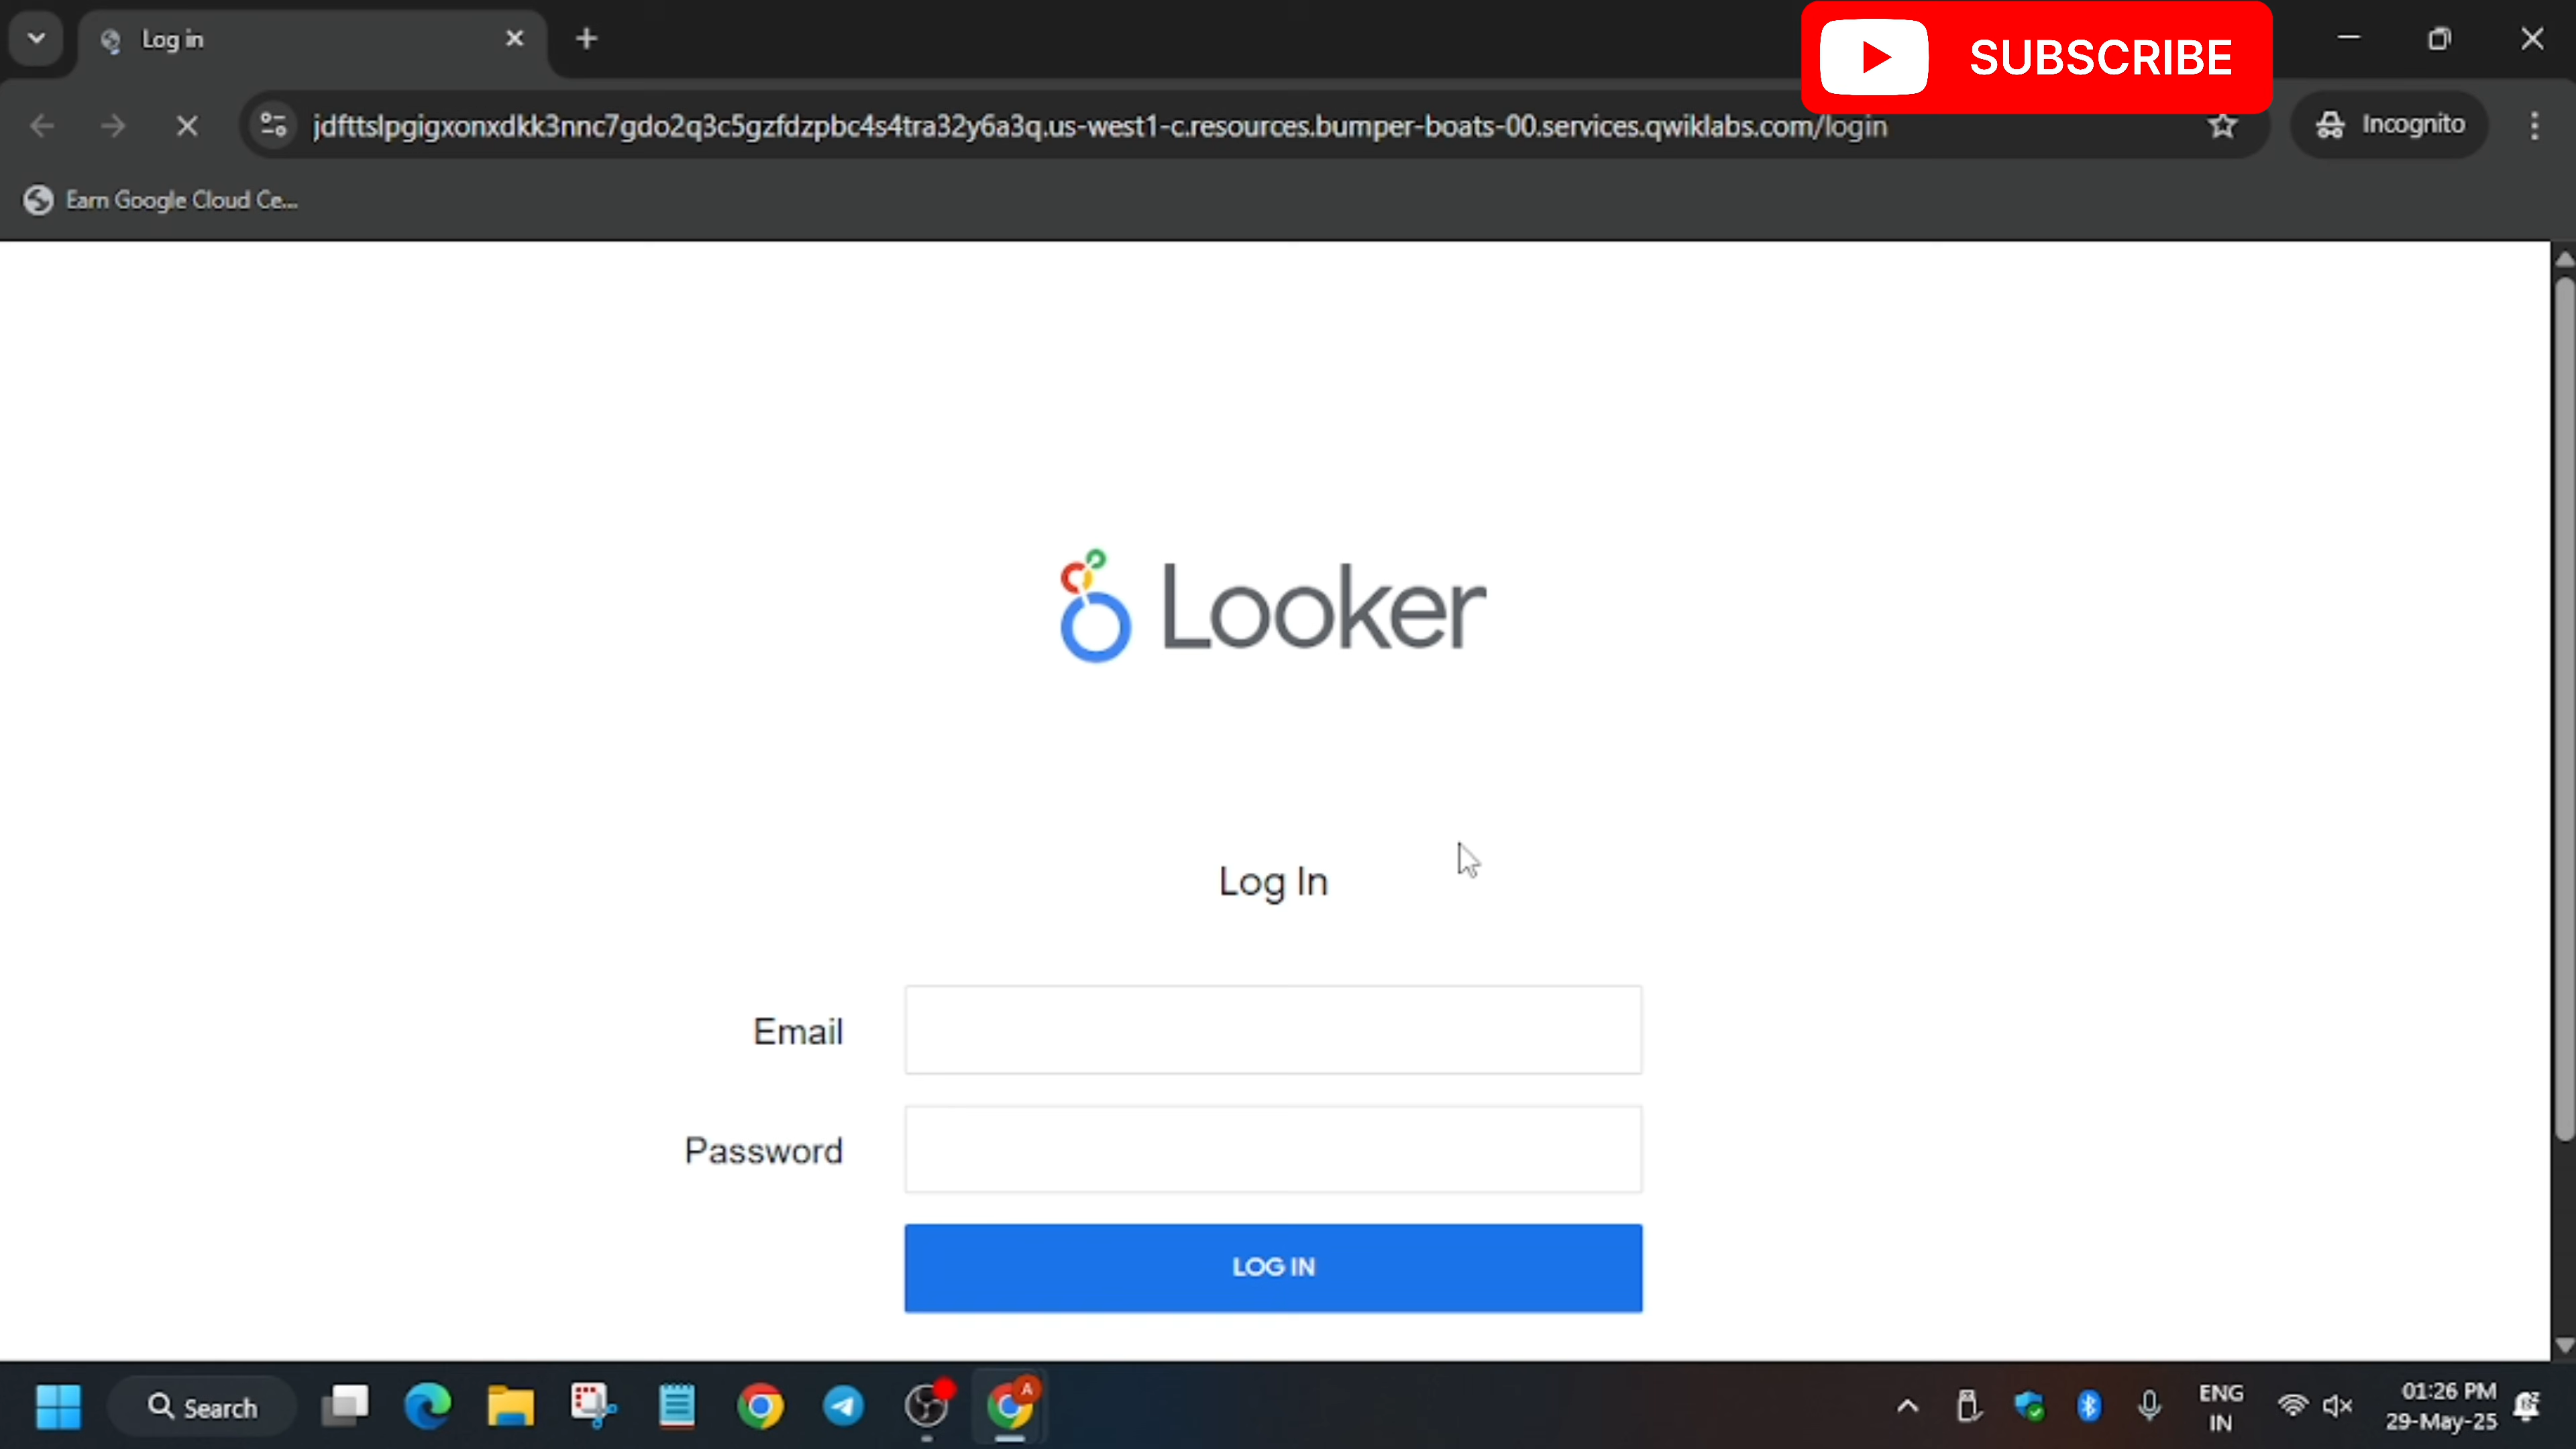 Log in
SUBSCRIBE
jdfttslpgigxonxdkk3nnc7gdo2q3c5gzfdzpbc4s4tra32y6a3q.us-west1-c.resources.bumper-boats-00.services.qwiklabs.com/login
Incognito
Earn Google Cloud Ce...
Looker
Log In
Email
Password
LOG IN
Search
A
ENG
IN
01:26 PM
29-May-25